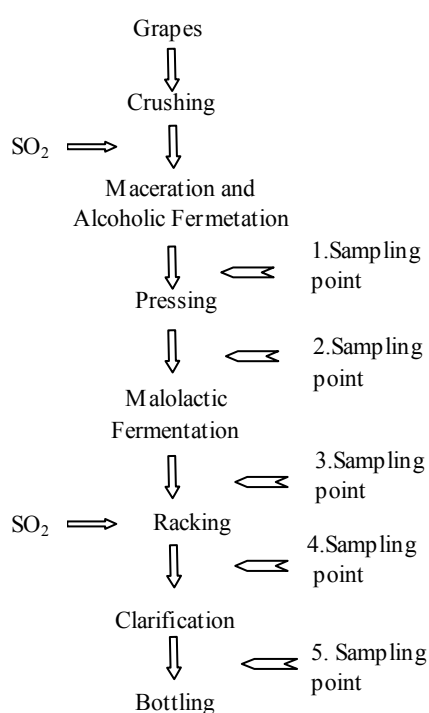 Grapes
Crushing
SO2
Maceration and
Alcoholic Fermetation
1.Sampling
point
Pressing
2.Sampling
point
Malolactic
Fermentation
3.Sampling
point
SO2
Racking
4.Sampling
point
Clarification
5. Sampling
point
Bottling